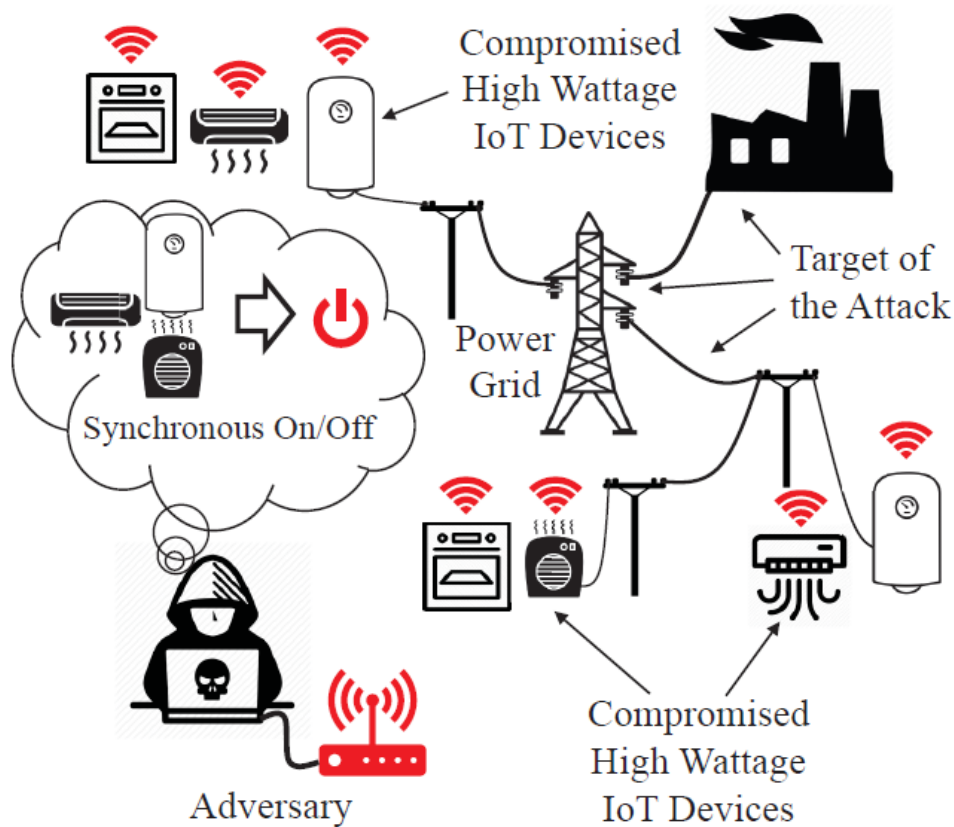 Compromised
High Wattage
IoT Devices
Target of
the Attack
Power
Grid
Synchronous On/Off
Compromised
High Wattage
IoT Devices
Adversary